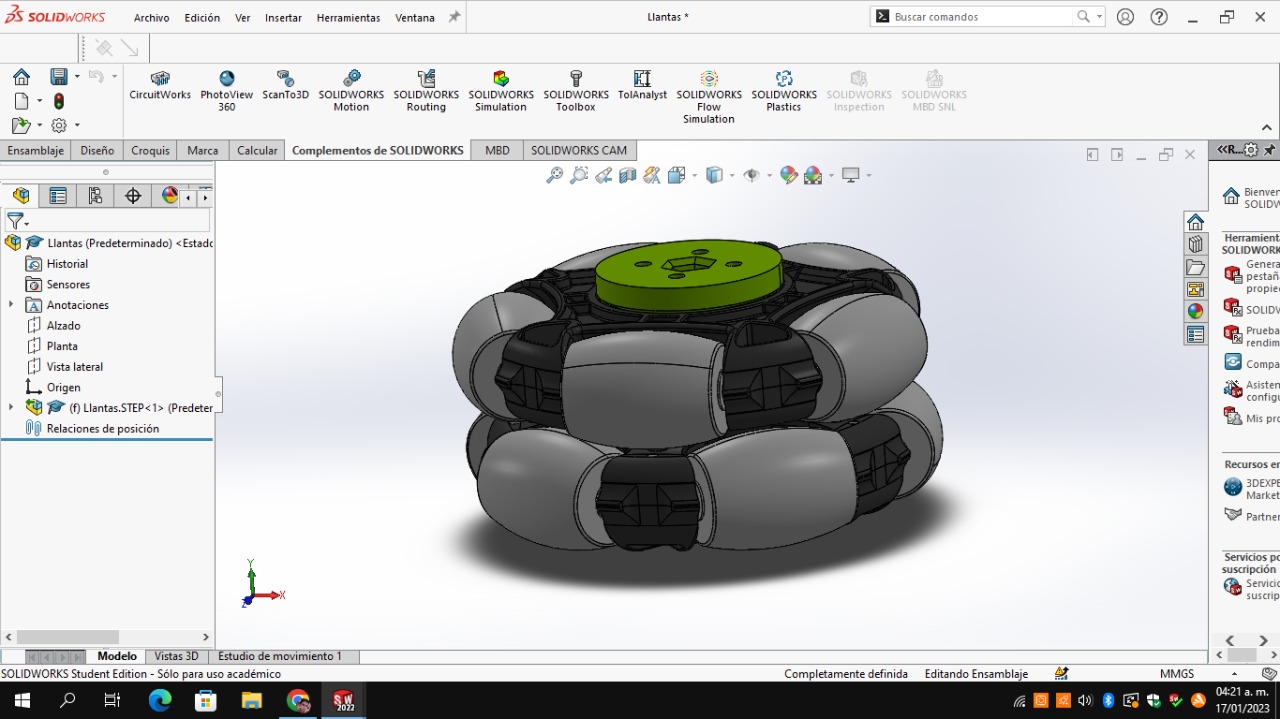 SOLIDWORKS
Archivo Edición Ver Insertar Herramientas Ventana
Llantas *
Buscar comandos
CircuitWorks
PhotoView
360
ScanTo3D
SOLIDWORKS
Motion
SOLIDWORKS
Routing
SOLIDWORKS
Simulation
SOLIDWORKS
Toolbox
TolAnalyst
SOLIDWORKS
Flow
Simulation
SOLIDWORKS
Plastics
SOLIDWORKS
Inspection
SOLIDWORKS
MBD SNL
Ensamblaje Diseño Croquis Marca Calcular Complementos de SOLIDWORKS MBD SOLIDWORKS CAM
Llantas (Predeterminado) <Estado
Historial
Sensores
Anotaciones
Alzado
Planta
Vista lateral
Origen
(f) Llantas.STEP<1> (Predeter
Relaciones de posición
Y
X
Z
«R...
Bienven
SOLIDW
Herramient
SOLIDWORK
Genera
pestañ
propie
SOLIDV
Prueba
rendim
Compa
Asisten
configu
Mis pro
Recursos en
3DEXPE
Market
Partner
Servicios po
suscripción
Servicio
suscrip
Modelo Vistas 3D Estudio de movimiento 1
SOLIDWORKS Student Edition - Sólo para uso académico
Completamente definida Editando Ensamblaje MMGS
SW
2022
04:21 a. m.
17/01/2023